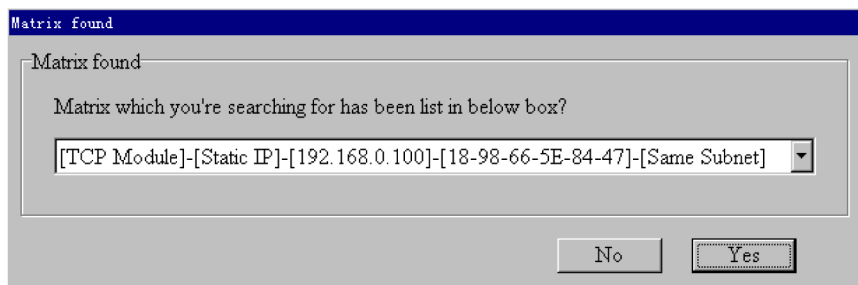 Matrix found
Matrix found
Matrix which you're searching for has been list in below box?
[TCP Module]-[Static IP]-[192.168.0.100]-[18-98-66-5E-84-47]-[Same Subnet]
No Yes